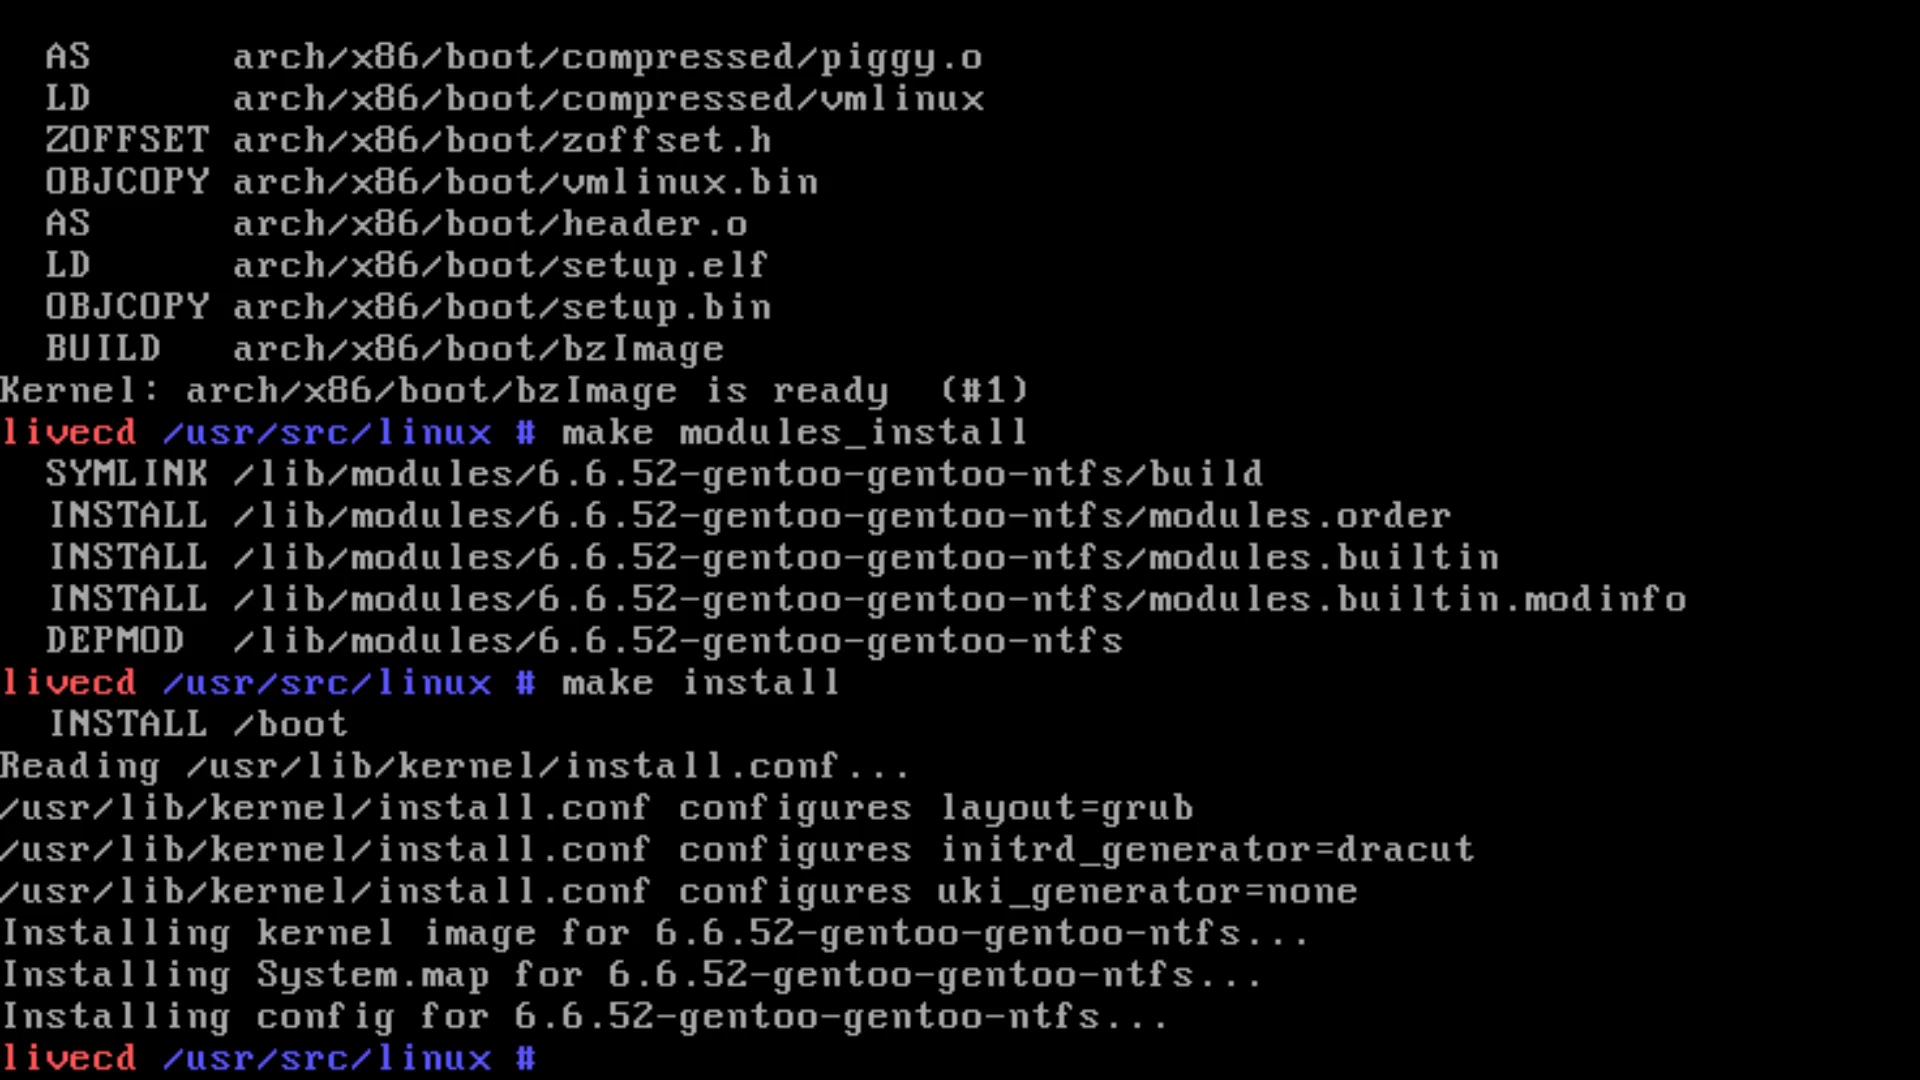 AS      arch/x86/boot/compressed/piggy.o
LD      arch/x86/boot/compressed/vmlinux
ZOFFSET arch/x86/boot/zoffset.h
OBJCOPY arch/x86/boot/vmlinux.bin
AS      arch/x86/boot/header.o
LD      arch/x86/boot/setup.elf
OBJCOPY arch/x86/boot/setup.bin
BUILD   arch/x86/boot/bzImage
Kernel: arch/x86/boot/bzImage is ready  (#1)
livecd /usr/src/linux # make modules_install
SYMLINK /lib/modules/6.6.52-gentoo-gentoo-ntfs/build
INSTALL /lib/modules/6.6.52-gentoo-gentoo-ntfs/modules.order
INSTALL /lib/modules/6.6.52-gentoo-gentoo-ntfs/modules.builtin
INSTALL /lib/modules/6.6.52-gentoo-gentoo-ntfs/modules.builtin.modinfo
DEPMOD  /lib/modules/6.6.52-gentoo-gentoo-ntfs
livecd /usr/src/linux # make install
INSTALL /boot
Reading /usr/lib/kernel/install.conf...
/usr/lib/kernel/install.conf configures layout=grub
/usr/lib/kernel/install.conf configures initrd_generator=dracut
/usr/lib/kernel/install.conf configures uki_generator=none
Installing kernel image for 6.6.52-gentoo-gentoo-ntfs...
Installing System.map for 6.6.52-gentoo-gentoo-ntfs...
Installing config for 6.6.52-gentoo-gentoo-ntfs...
livecd /usr/src/linux #